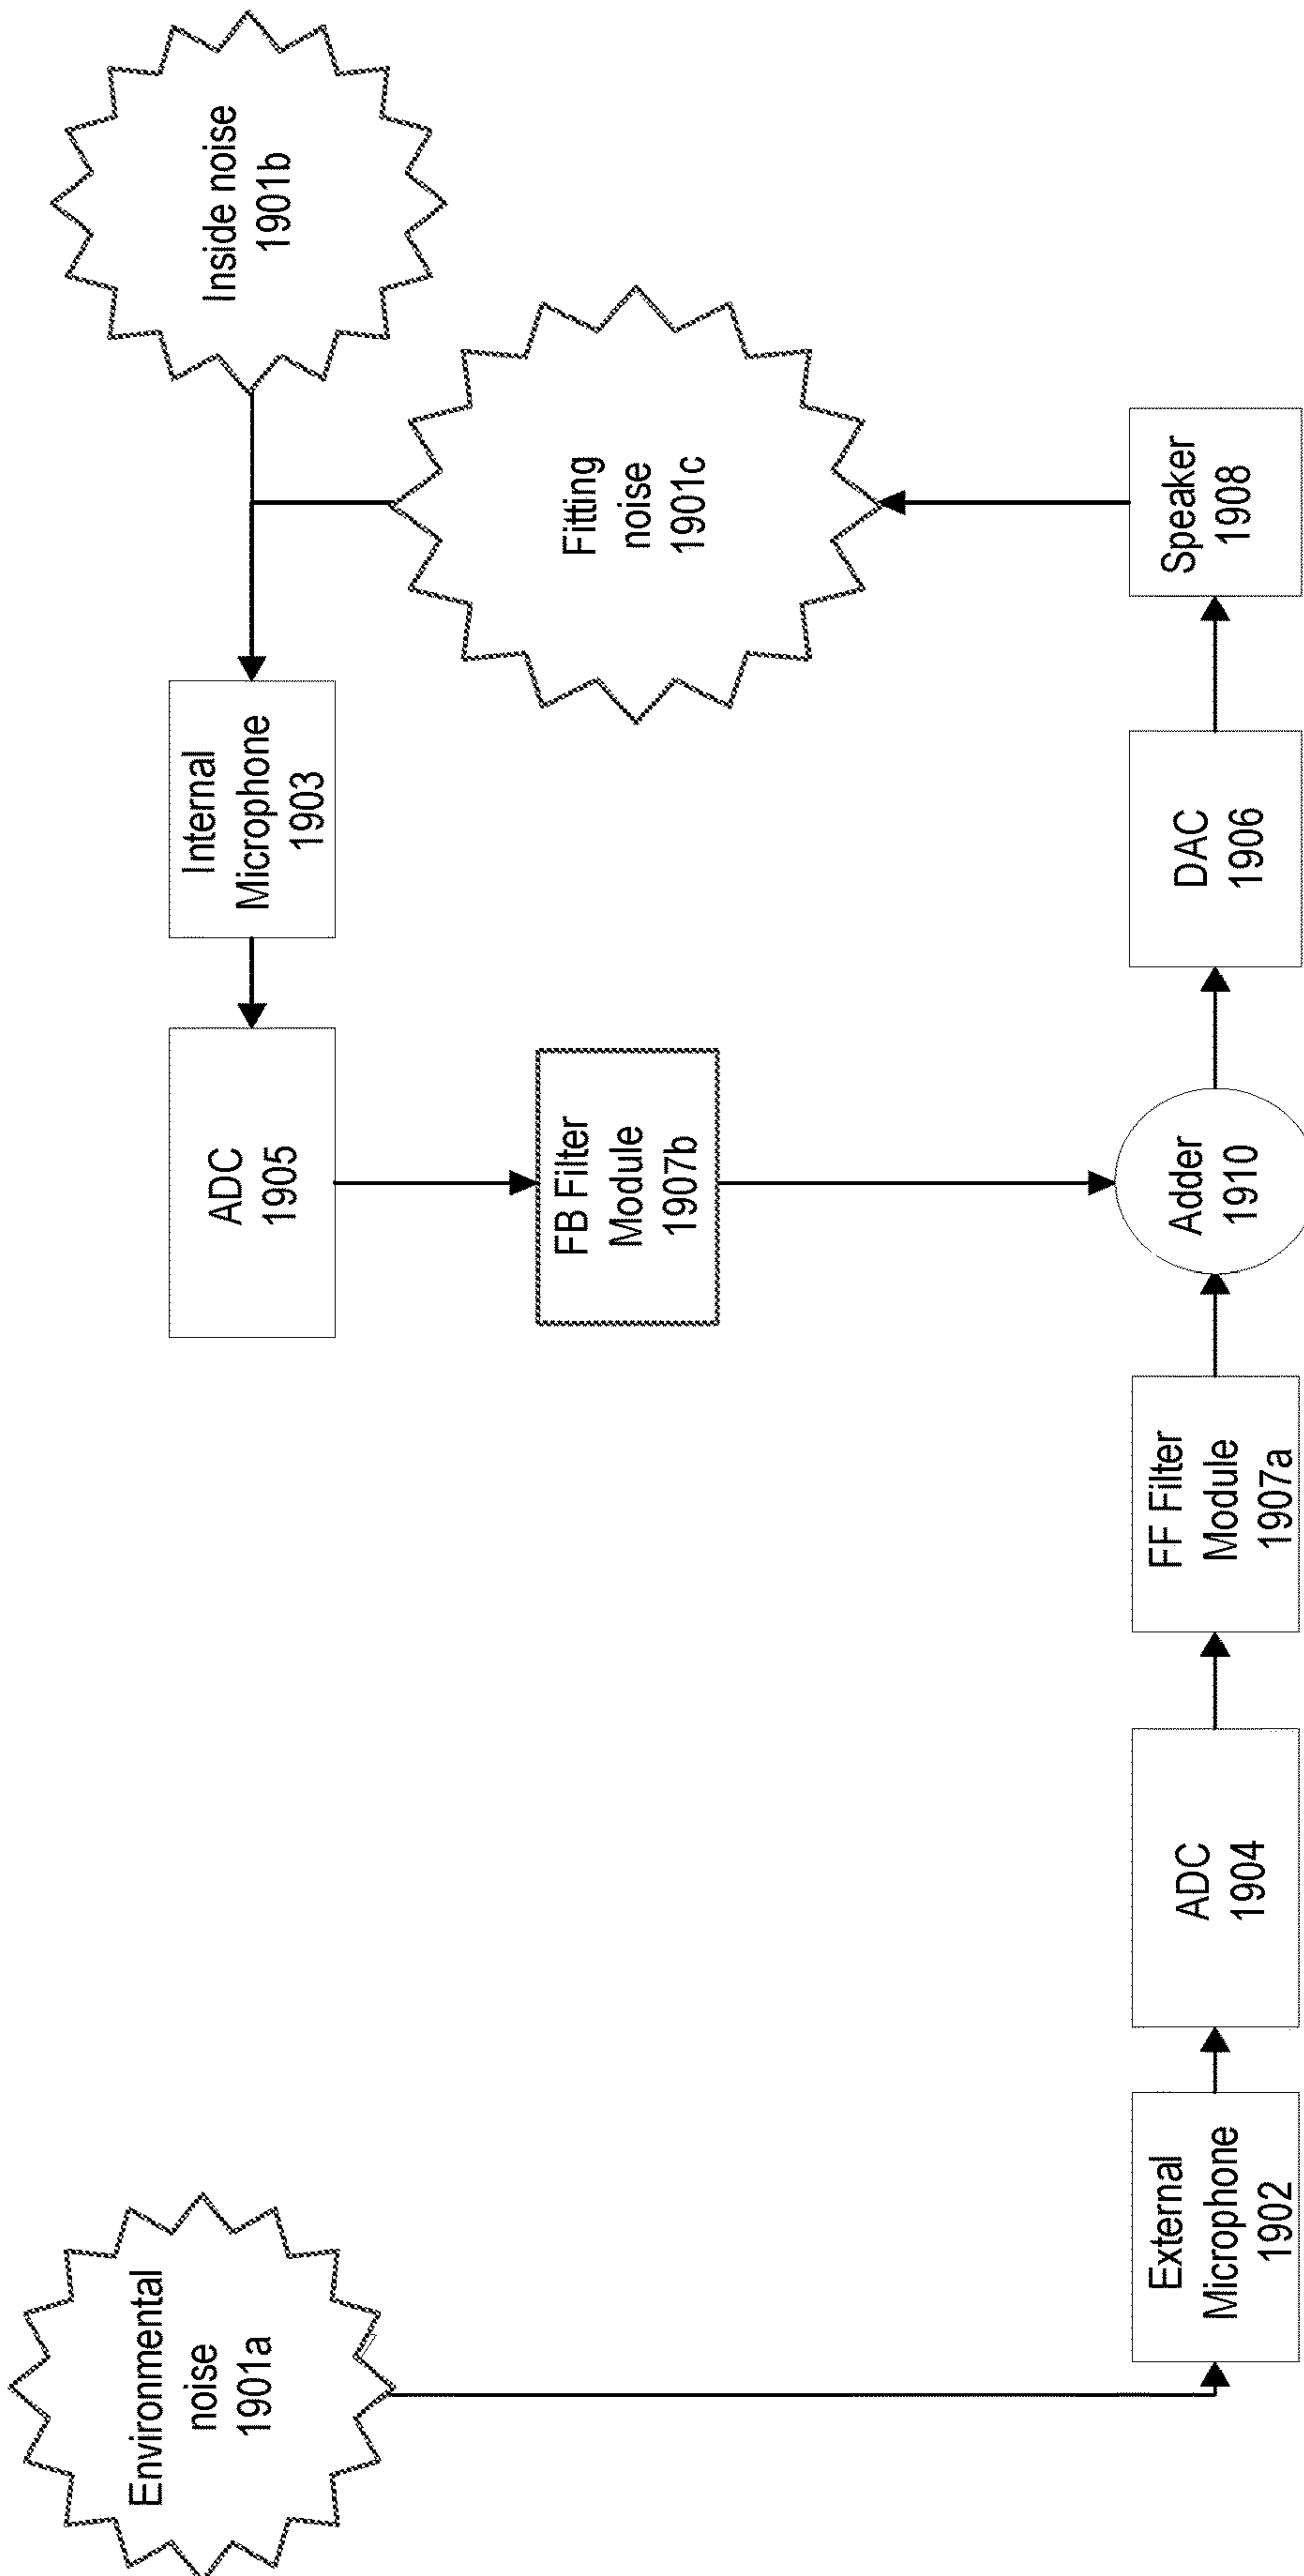 Environmental
noise
1901a
Inside noise
1901b
Internal
Microphone
1903
ADC
1905
FB Filter
Module
1907b
Fitting
noise
1901c
External
Microphone
1902
ADC
1904
FF Filter
Module
1907a
Adder
1910
DAC
1906
Speaker
1908